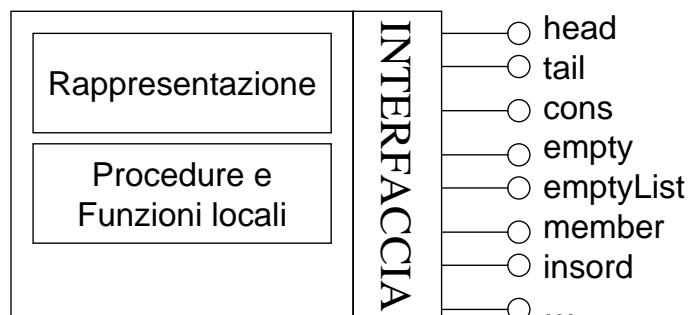 Rappresentazione
Procedure e
Funzioni locali
INTERFACCIA
head
tail
cons
empty
emptyList
member
insord
...